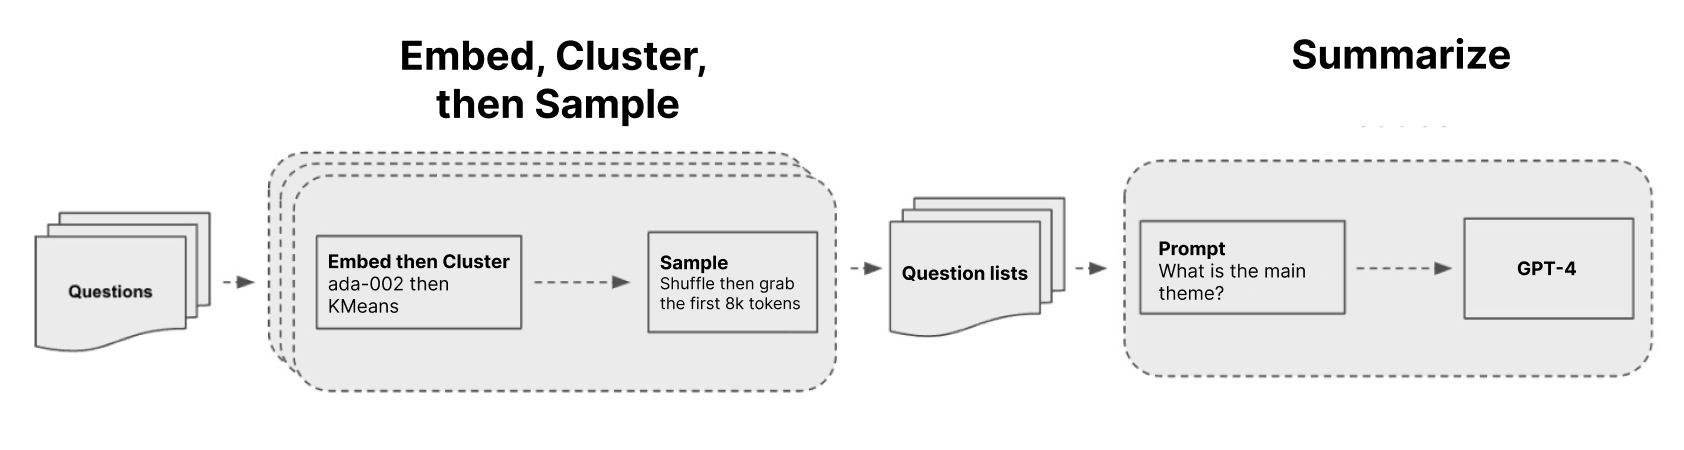 Embed, Cluster,
then Sample
Summarize
Questions
Embed then Cluster
ada-002 then
KMeans
Sample
Shuffle then grab
the first 8k tokens
Question lists
Prompt
What is the main
theme?
GPT-4